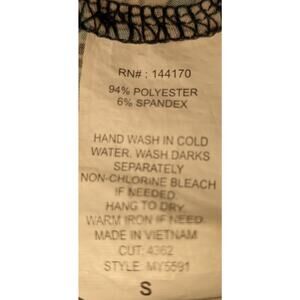 RN# : 144170
94% POLYESTER
6% SPANDEX
HAND WASH IN COLD
WATER, WASH DARKS
SEPARATELY
NON-CHLORINE BLEACH
IF NEEDED.
HANG TO DRY.
WARM IRON IF NEED.
MADE IN VIETNAM
CUT: 4362
STYLE: MY5591
S